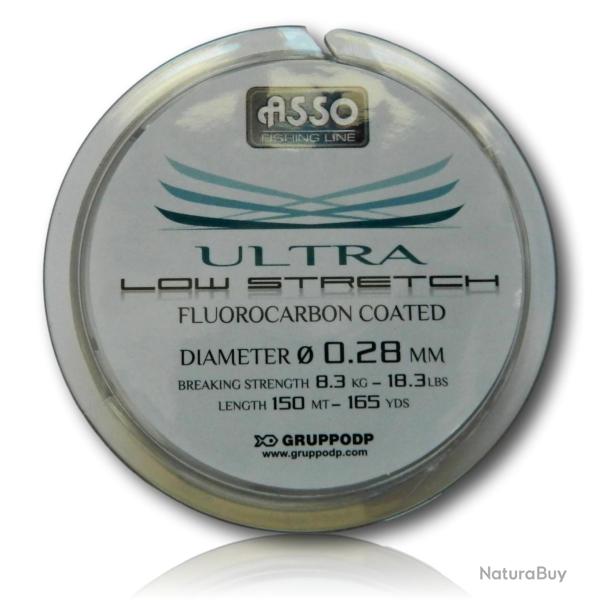 ASSO
FISHING LINE
ULTRA
LOW STRETCH
FLUOROCARBON COATED
DIAMETER Ø 0.28 MM
BREAKING STRENGTH 8.3 KG - 18.3 LBS
LENGTH 150 MT - 165 YDS
GRUPPODP
www.gruppodp.com
NaturaBuy